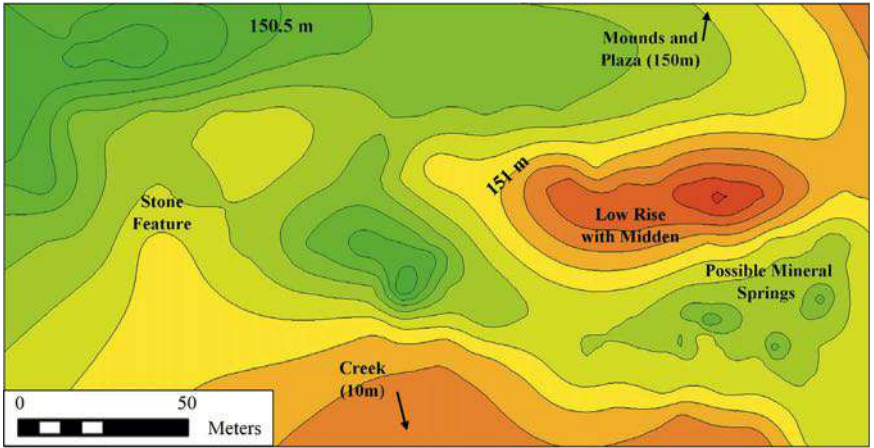 150.5 m
Mounds and
Plaza (150m)
151 m
Stone
Feature
Low Rise
with Midden
Possible Mineral
Springs
Creek
(10m)
0 50
Meters